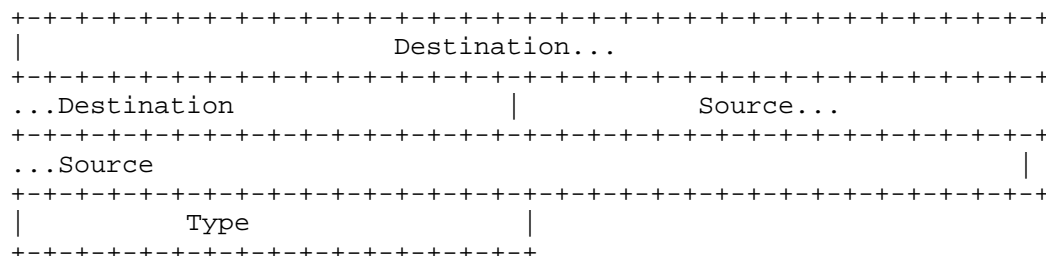 +-+-+-+-+-+-+-+-+-+-+-+-+-+-+-+-+-+-+-+-+-+-+-+-+-+-+-+-+-+-+-+-+
|                       Destination...
+-+-+-+-+-+-+-+-+-+-+-+-+-+-+-+-+-+-+-+-+-+-+-+-+-+-+-+-+-+-+-+-+
...Destination                 |           Source...
+-+-+-+-+-+-+-+-+-+-+-+-+-+-+-+-+-+-+-+-+-+-+-+-+-+-+-+-+-+-+-+-+
...Source                                                      |
+-+-+-+-+-+-+-+-+-+-+-+-+-+-+-+-+-+-+-+-+-+-+-+-+-+-+-+-+-+-+-+-+
|          Type                 |
+-+-+-+-+-+-+-+-+-+-+-+-+-+-+-+-+